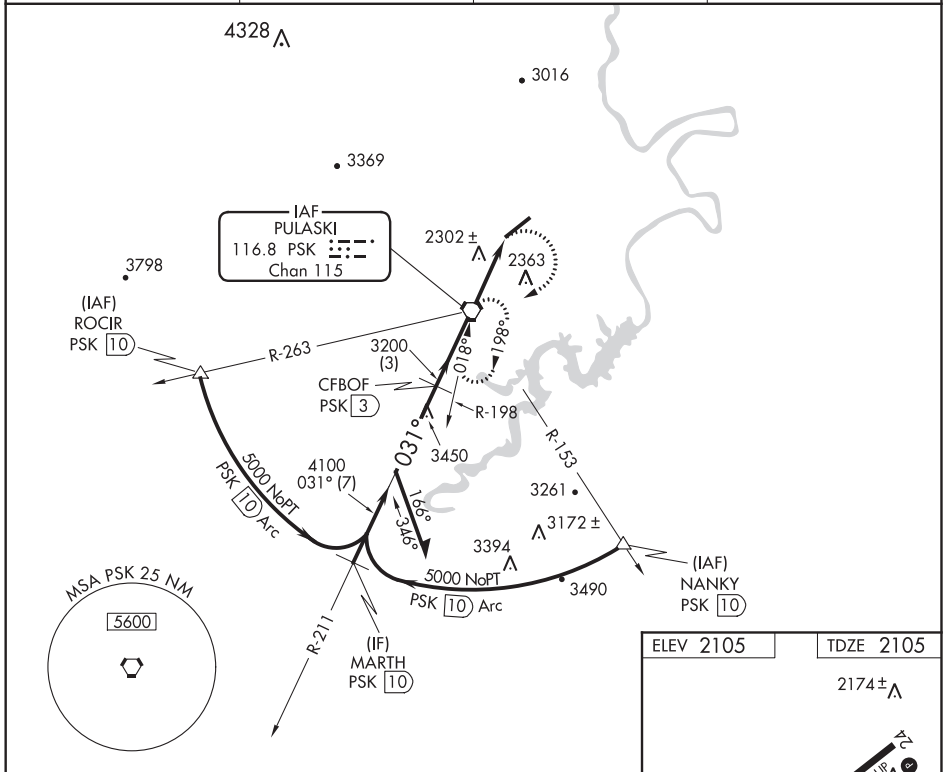 4328
3016
3369
IAF
PULASKI
116.8 PSK
Chan 115
2302 ±
2363
3798
(IAF)
ROCIR
PSK 10
R-263
3200
(3)
018°
198°
CFBOF
PSK 3
R-198
031°
3450
R-153
5000 NoPT
PSK 10 Arc
4100
031° (7)
166°
346°
3261
3172 ±
3394
3490
5000 NoPT
PSK 10 Arc
(IAF)
NANKY
PSK 10
MSA PSK 25 NM
5600
R-211
(IF)
MARTH
PSK 10
ELEV 2105
TDZE 2105
2174 ±
24
UP
P